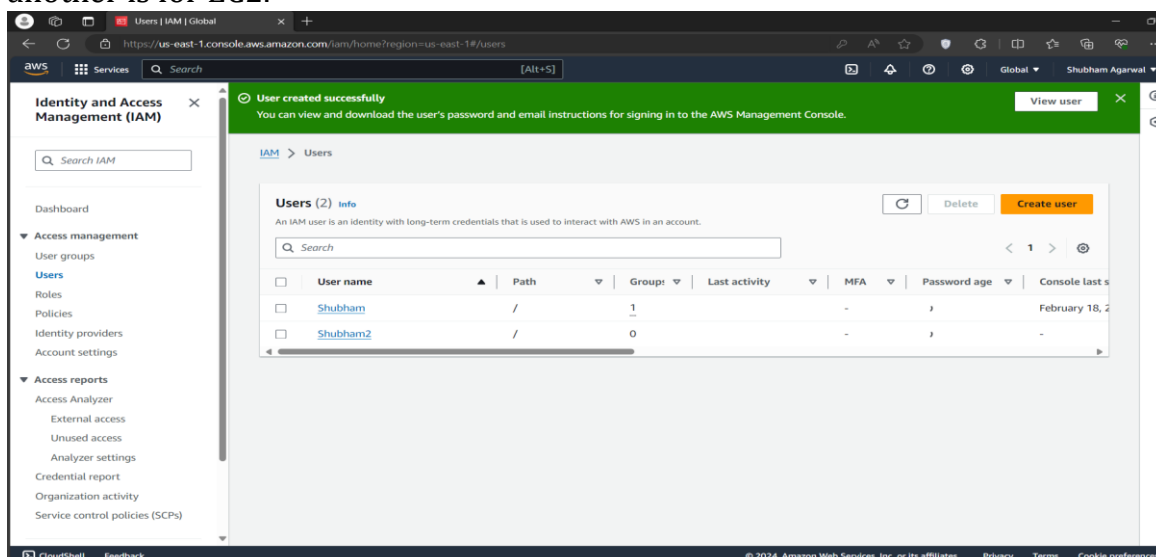 another is for EC2.
Users | IAM | Global
https://us-east-1.console.aws.amazon.com/iam/home?region=us-east-1#/users
aws Services Search [Alt+S] Global Shubham Agarwal
Identity and Access Management (IAM)
Search IAM
Dashboard
Access management
User groups
Users
Roles
Policies
Identity providers
Account settings
Access reports
Access Analyzer
External access
Unused access
Analyzer settings
Credential report
Organization activity
Service control policies (SCPs)
User created successfully View user
You can view and download the user's password and email instructions for signing in to the AWS Management Console.
IAM > Users
Users (2) Info Delete Create user
An IAM user is an identity with long-term credentials that is used to interact with AWS in an account.
Search
< 1 >
User name Path Group: Last activity MFA Password age Console last s
Shubham / 1 - February 18, 2
Shubham2 / 0 - -
CloudShell Feedback © 2024, Amazon Web Services, Inc. or its affiliates. Privacy Terms Cookie preferences